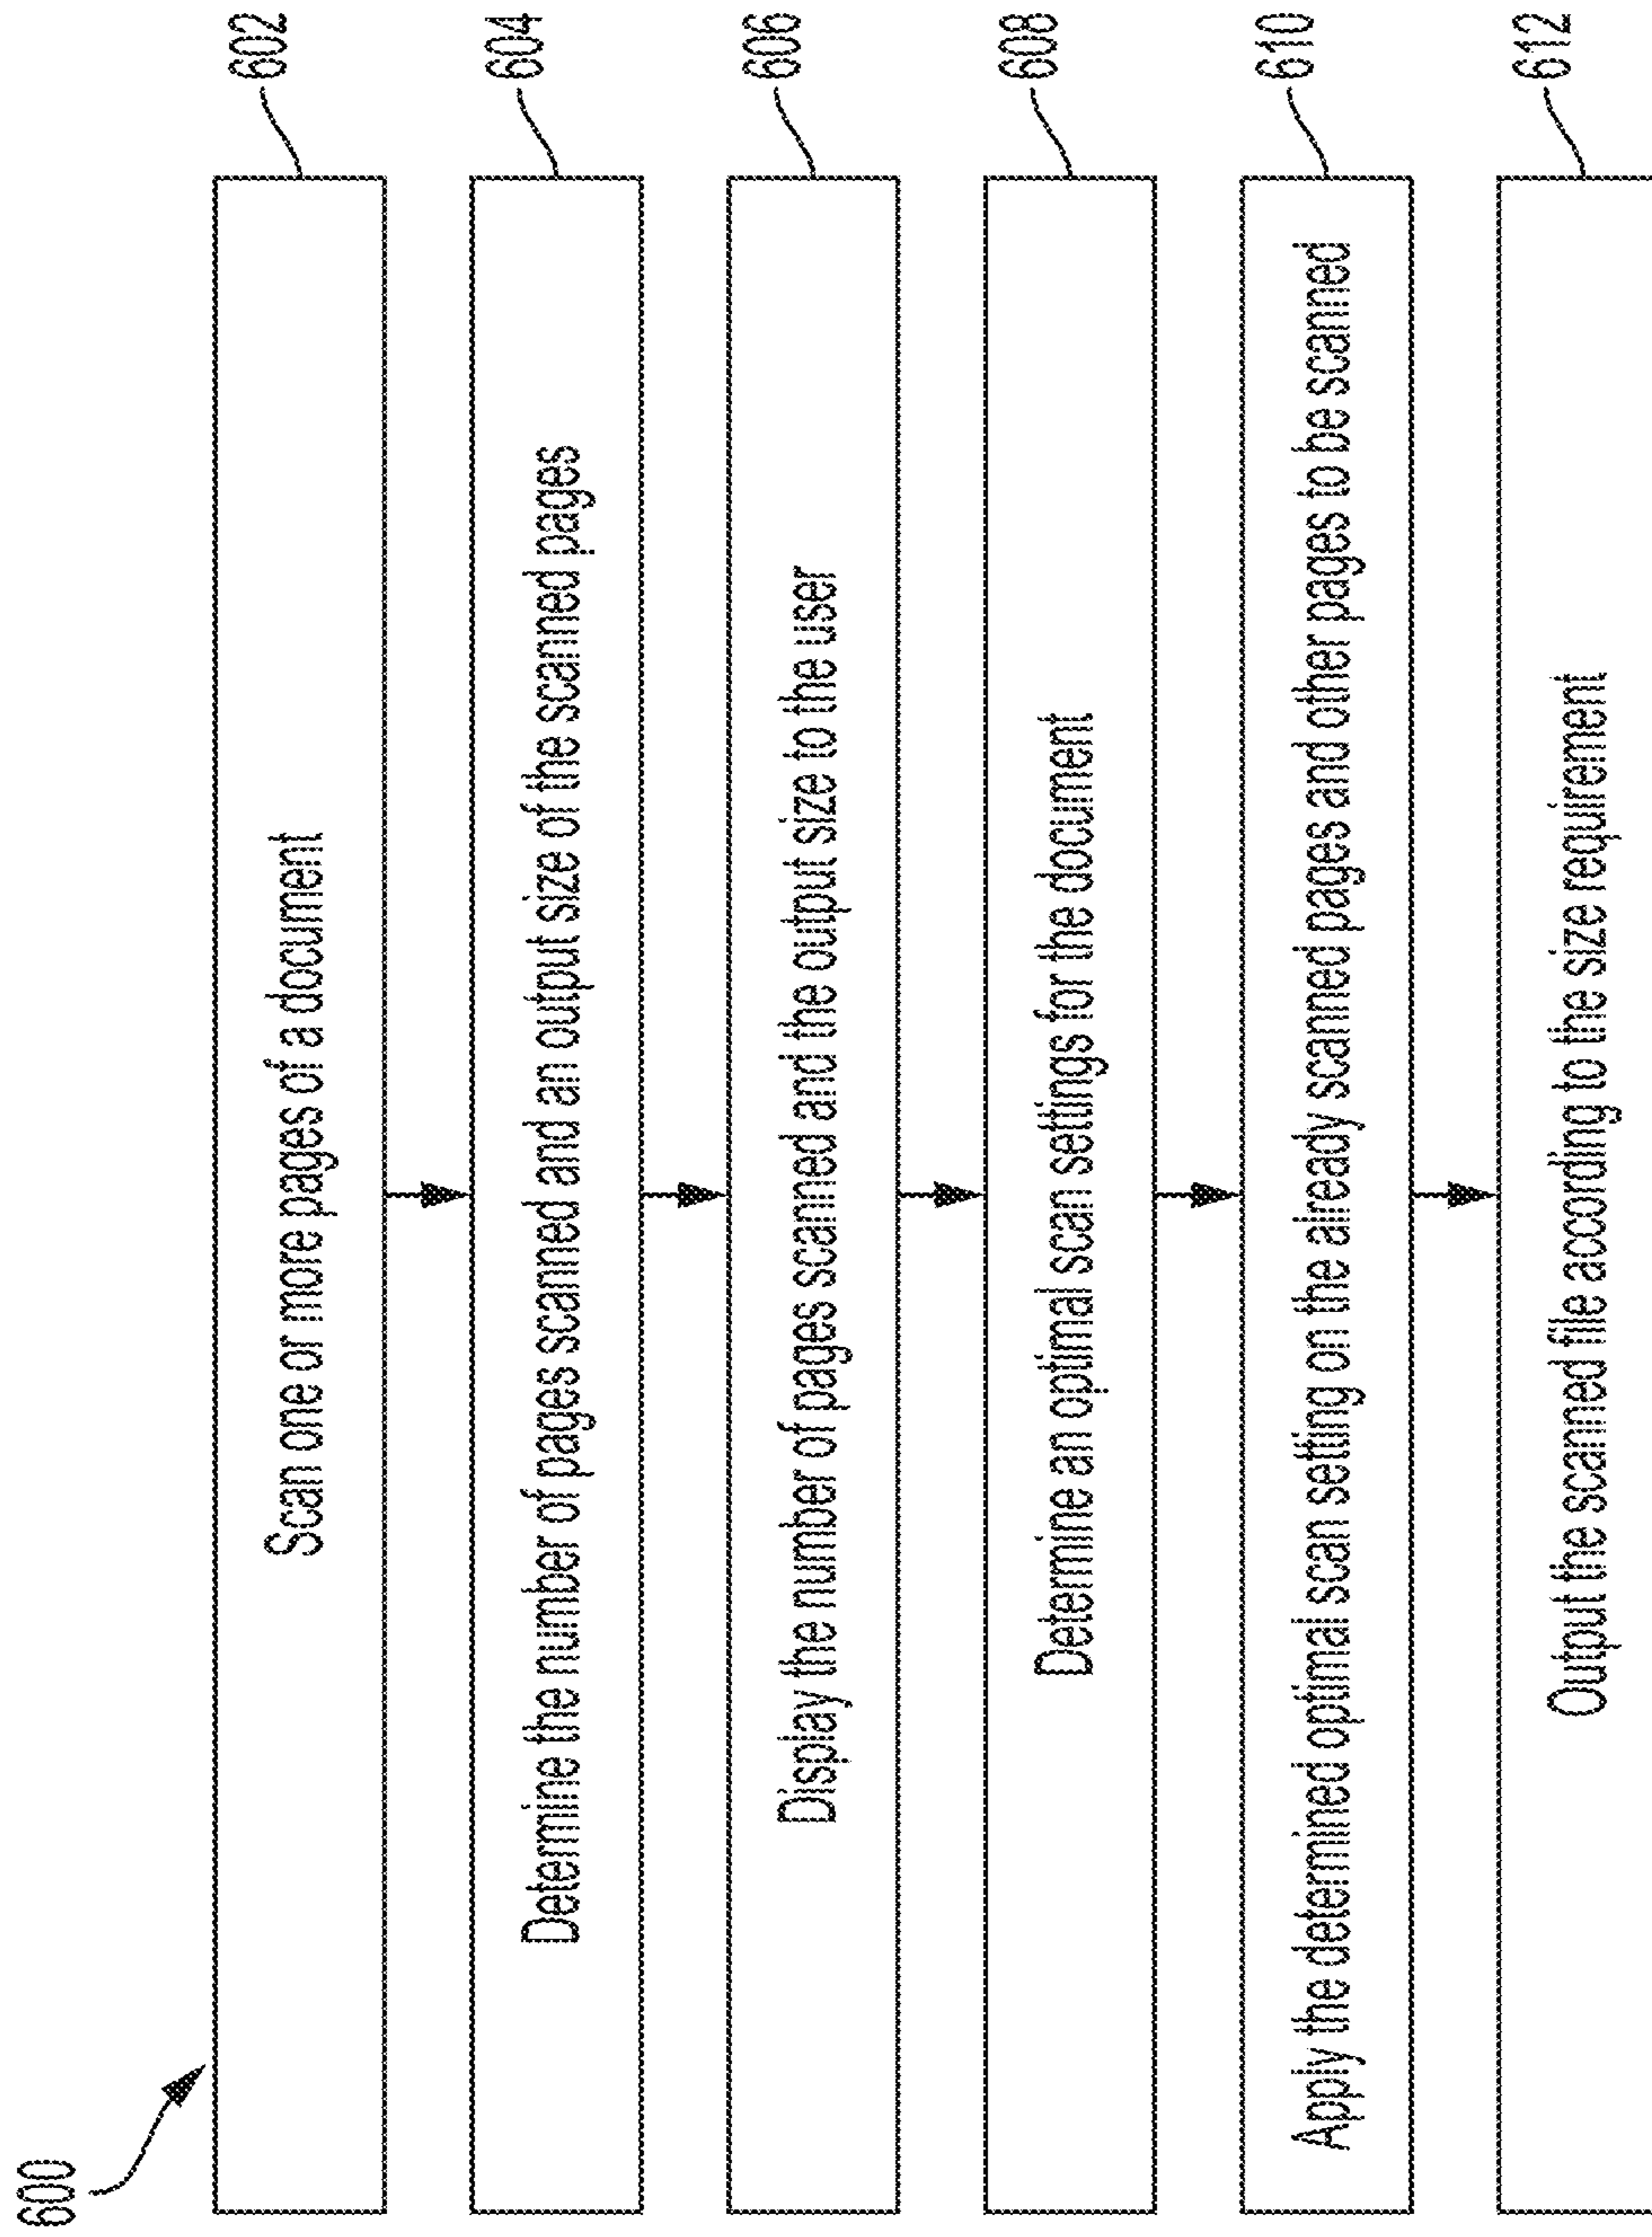 600
Scan one or more pages of a document
602
Determine the number of pages scanned and an output size of the scanned pages
604
Display the number of pages scanned and the output size to the user
606
Determine an optimal scan settings for the document
608
Apply the determined optimal scan setting on the already scanned pages and other pages to be scanned
610
Output the scanned file according to the size requirement
612